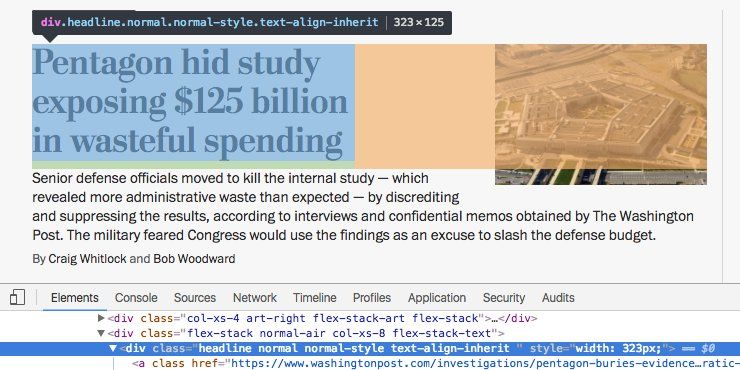 div.headline.normal.normal-style.text-align-inherit | 323×125
Pentagon hid study
exposing $125 billion
in wasteful spending
Senior defense officials moved to kill the internal study — which
revealed more administrative waste than expected — by discrediting
and suppressing the results, according to interviews and confidential memos obtained by The Washington
Post. The military feared Congress would use the findings as an excuse to slash the defense budget.
By Craig Whitlock and Bob Woodward
Elements Console Sources Network Timeline Profiles Application Security Audits
▶<div class="col-xs-4 art-right flex-stack-art flex-stack">…</div>
▼<div class="flex-stack normal-air col-xs-8 flex-stack-text">
▼<div class="headline normal normal-style text-align-inherit " style="width: 323px;"> == $0
<a class="https://www.washingtonpost.com/investigations/pentagon-buries-evidence…ratic-